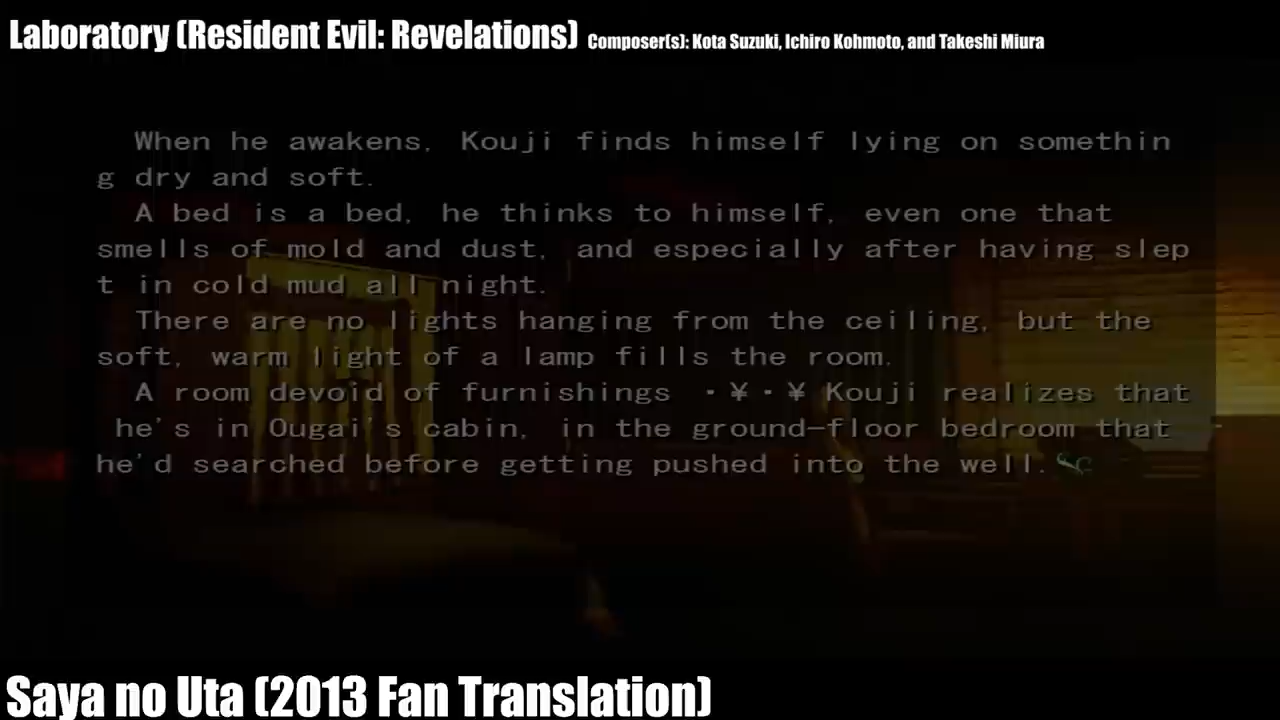 Laboratory (Resident Evil: Revelations) Composer(s): Kota Suzuki, Ichiro Kohmoto, and Takeshi Miura
When he awakens, Kouji finds himself lying on somethin
g dry and soft.
A bed is a bed, he thinks to himself, even one that
smells of mold and dust, and especially after having slep
t in cold mud all night.
There are no lights hanging from the ceiling, but the
soft, warm light of a lamp fills the room.
A room devoid of furnishings ・¥・¥ Kouji realizes that
he's in Ougai's cabin, in the ground—floor bedroom that
he'd searched before getting pushed into the well.
Saya no Uta (2013 Fan Translation)